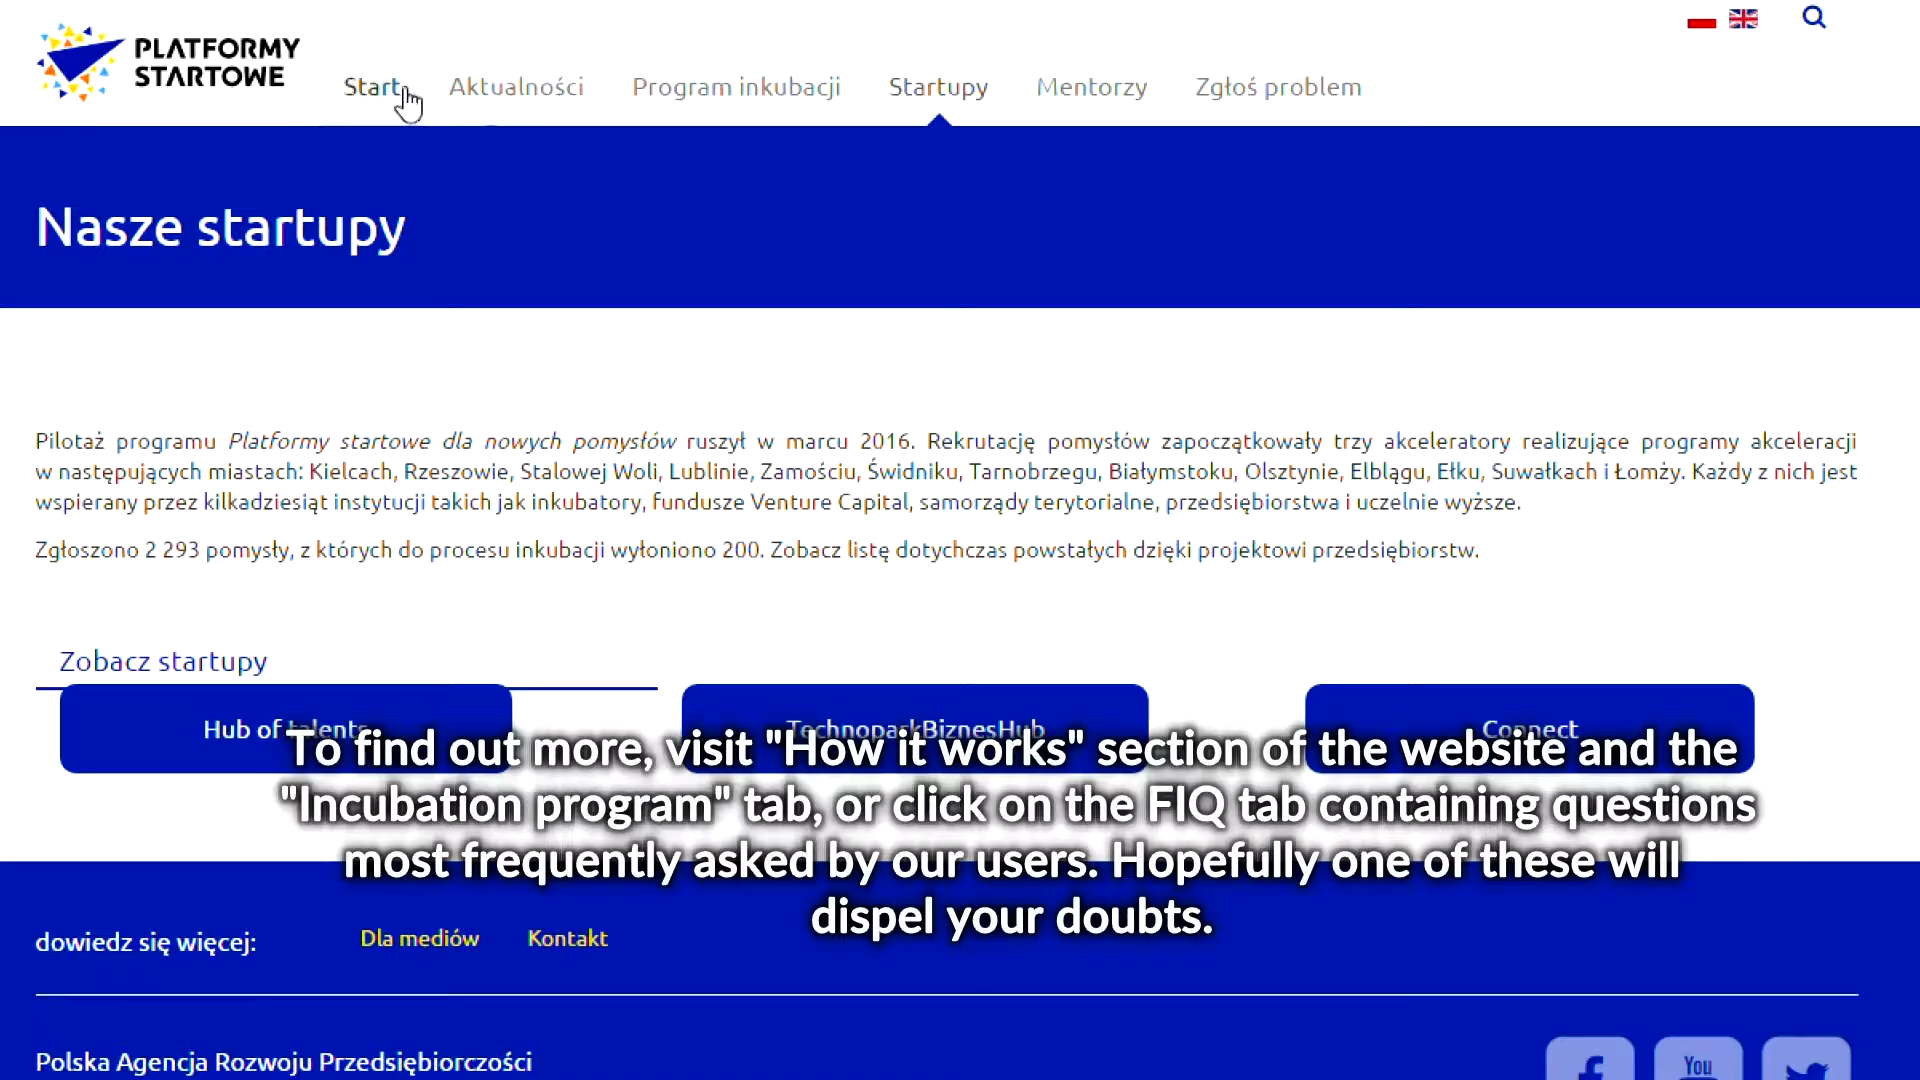 PLATFORMY
STARTOWE
Start Aktualności Program inkubacji Startupy Mentorzy Zgłoś problem
Nasze startupy
Pilotaż programu Platformy startowe dla nowych pomysłów ruszył w marcu 2016. Rekrutację pomysłów zapoczątkowały trzy akceleratory realizujące programy akceleracji
w następujących miastach: Kielcach, Rzeszowie, Stalowej Woli, Lublinie, Zamościu, Świdniku, Tarnobrzegu, Białymstoku, Olsztynie, Elblągu, Ełku, Suwałkach i Łomży. Każdy z nich jest
wspierany przez kilkadziesiąt instytucji takich jak inkubatory, fundusze Venture Capital, samorządy terytorialne, przedsiębiorstwa i uczelnie wyższe.
Zgłoszono 2 293 pomysły, z których do procesu inkubacji wyłoniono 200. Zobacz listę dotychczas powstałych dzięki projektowi przedsiębiorstw.
Zobacz startupy
Hub of talents TechnoparkBiznesHub Connect
To find out more, visit "How it works" section of the website and the
"Incubation program" tab, or click on the FIQ tab containing questions
most frequently asked by our users. Hopefully one of these will
dispel your doubts.
dowiedz się więcej: Dla mediów Kontakt
Polska Agencja Rozwoju Przedsiębiorczości
You